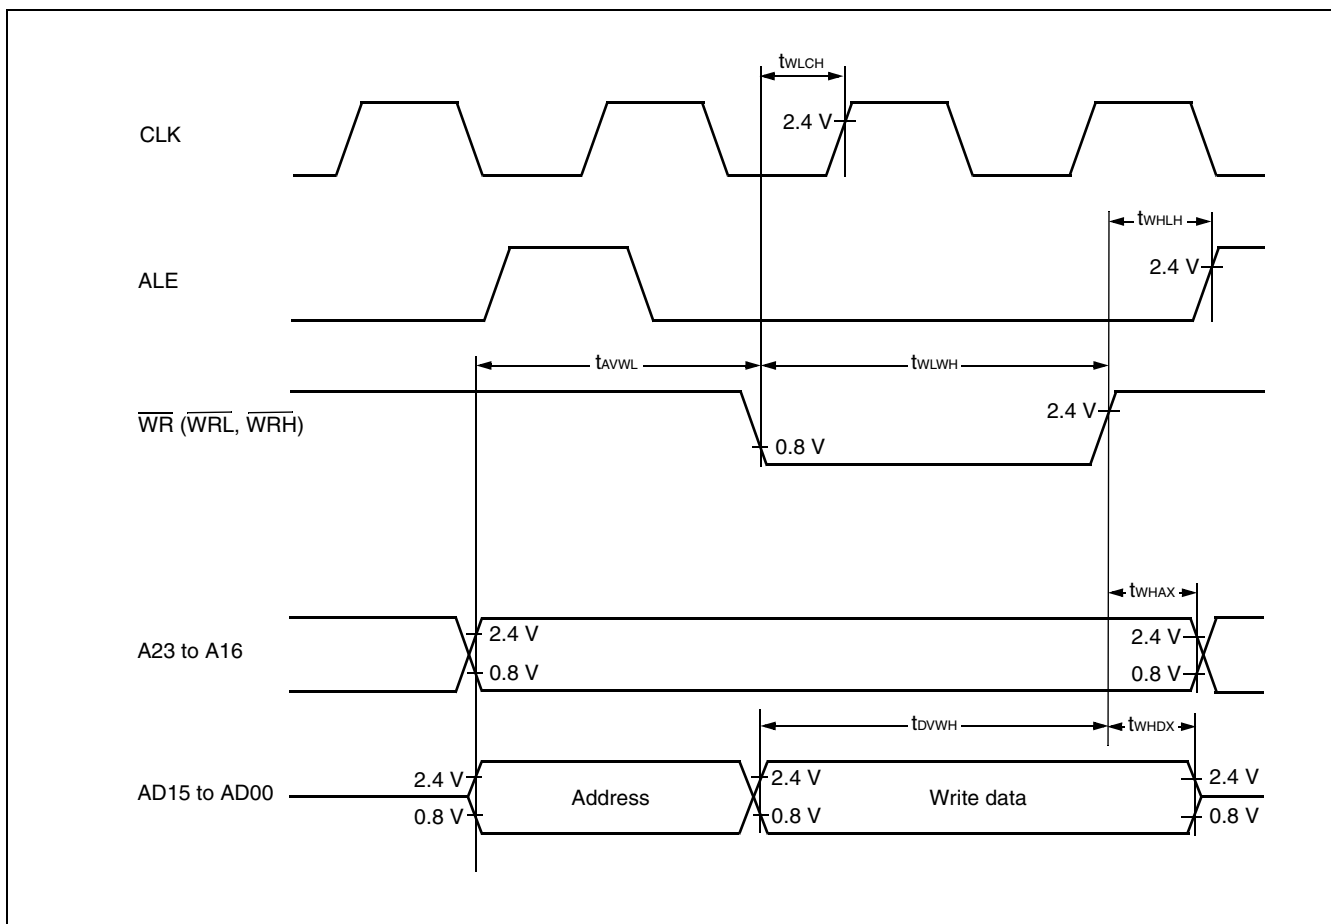 tWLCH
2.4 V
CLK
tWHLH
2.4 V
ALE
tAVWL
tWLWH
2.4 V
WR (WRL, WRH)
0.8 V
tWHAX
2.4 V
2.4 V
A23 to A16
0.8 V
0.8 V
tDVWH
tWHDX
2.4 V
2.4 V
2.4 V
AD15 to AD00
Address
Write data
0.8 V
0.8 V
0.8 V